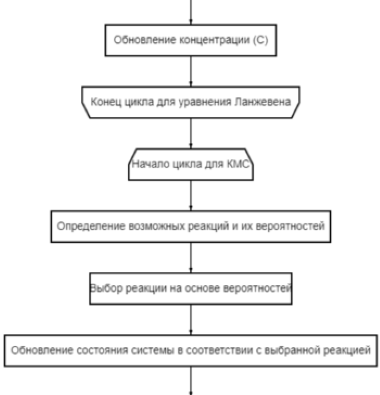 Обновление концентрации (C)
Конец цикла для уравнения Ланжевена
Начало цикла для КМС
Определение возможных реакций и их вероятностей
Выбор реакции на основе вероятностей
Обновление состояния системы в соответствии с выбранной реакцией